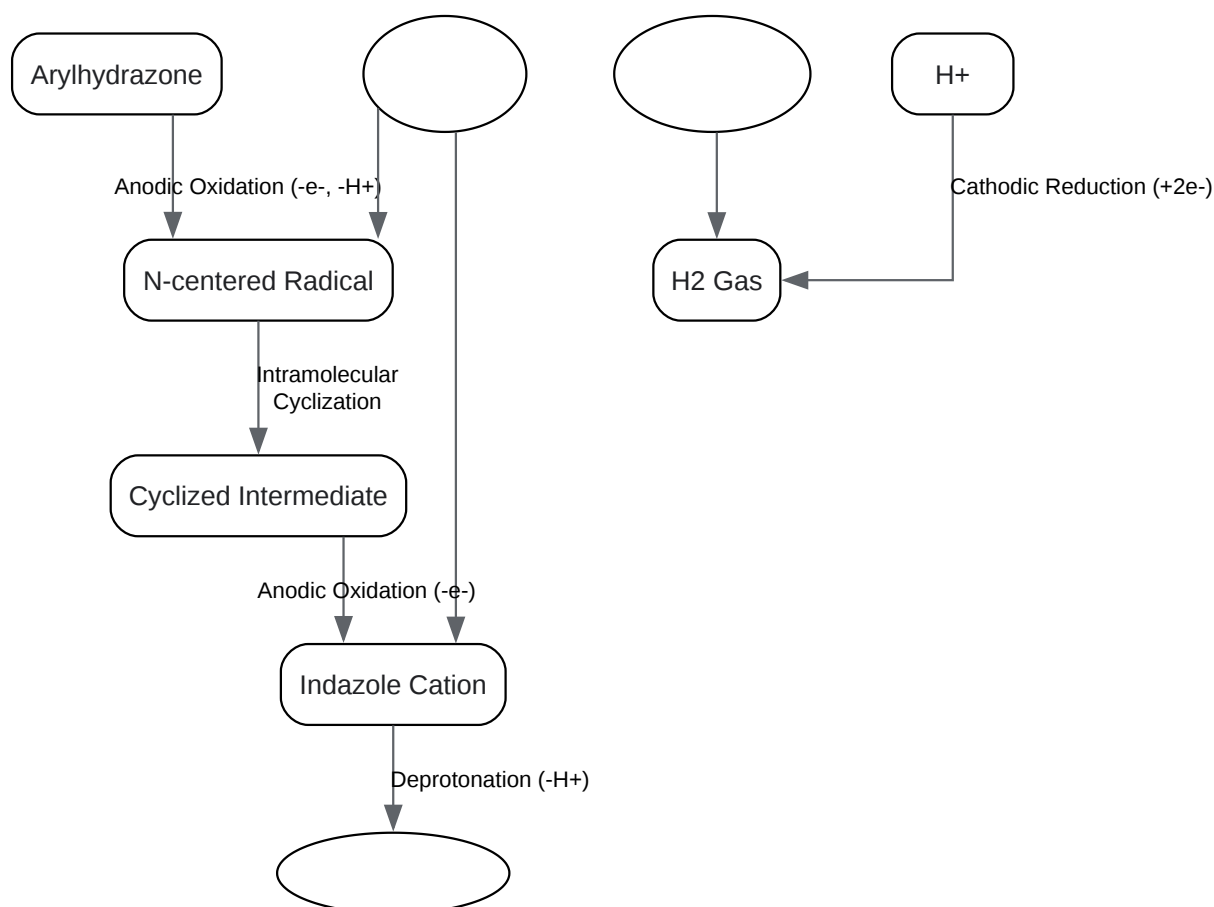 Arylhydrazone
H+
Anodic Oxidation (-e-, -H+)
Cathodic Reduction (+2e-)
N-centered Radical
H2 Gas
Intramolecular
Cyclization
Cyclized Intermediate
Anodic Oxidation (-e-)
Indazole Cation
Deprotonation (-H+)